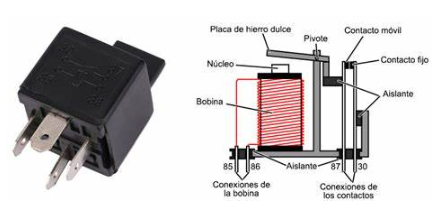 Placa de hierro dulce
Pivote
Contacto móvil
Núcleo
Contacto fijo
Bobina
Aislante
Aislante
85 86 87 30
Conexiones de
la bobina
Conexiones de
los contactos